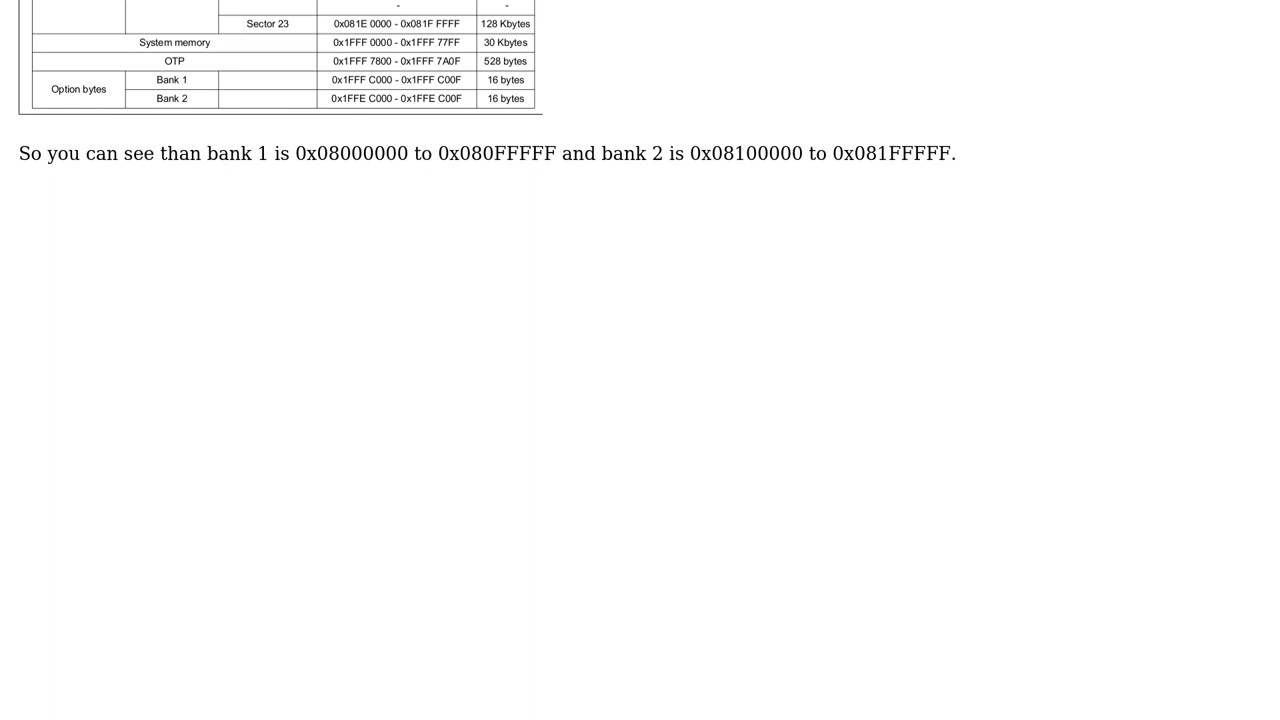 - -
Sector 23 0x081E 0000 - 0x081F FFFF 128 Kbytes
System memory 0x1FFF 0000 - 0x1FFF 77FF 30 Kbytes
OTP 0x1FFF 7800 - 0x1FFF 7A0F 528 bytes
Option bytes
Bank 1 0x1FFF C000 - 0x1FFF C00F 16 bytes
Bank 2 0x1FFE C000 - 0x1FFE C00F 16 bytes
So you can see than bank 1 is 0x08000000 to 0x080FFFFF and bank 2 is 0x08100000 to 0x081FFFFF.